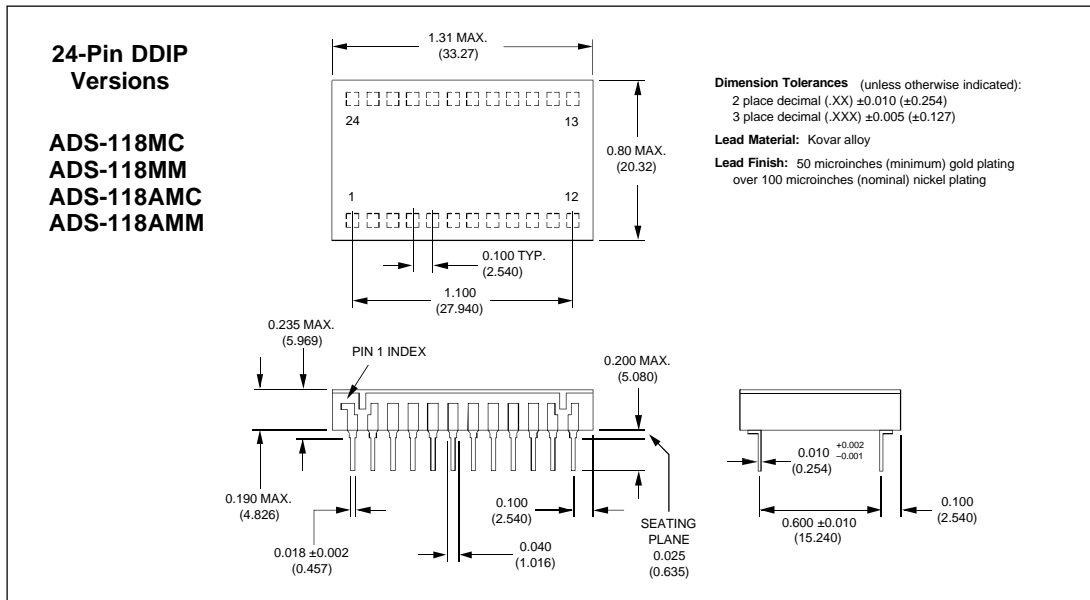 24-Pin DDIP
Versions
ADS-118MC
ADS-118MM
ADS-118AMC
ADS-118AMM
1.31 MAX.
(33.27)
24
13
0.80 MAX.
(20.32)
1
12
0.100 TYP.
(2.540)
1.100
(27.940)
Dimension Tolerances (unless otherwise indicated):
2 place decimal (.XX) ±0.010 (±0.254)
3 place decimal (.XXX) ±0.005 (±0.127)
Lead Material: Kovar alloy
Lead Finish: 50 microinches (minimum) gold plating
over 100 microinches (nominal) nickel plating
0.235 MAX.
(5.969)
PIN 1 INDEX
0.200 MAX.
(5.080)
0.190 MAX.
(4.826)
0.018 ±0.002
(0.457)
0.100
(2.540)
0.040
(1.016)
SEATING
PLANE
0.025
(0.635)
0.010 +0.002
–0.001
(0.254)
0.600 ±0.010
(15.240)
0.100
(2.540)